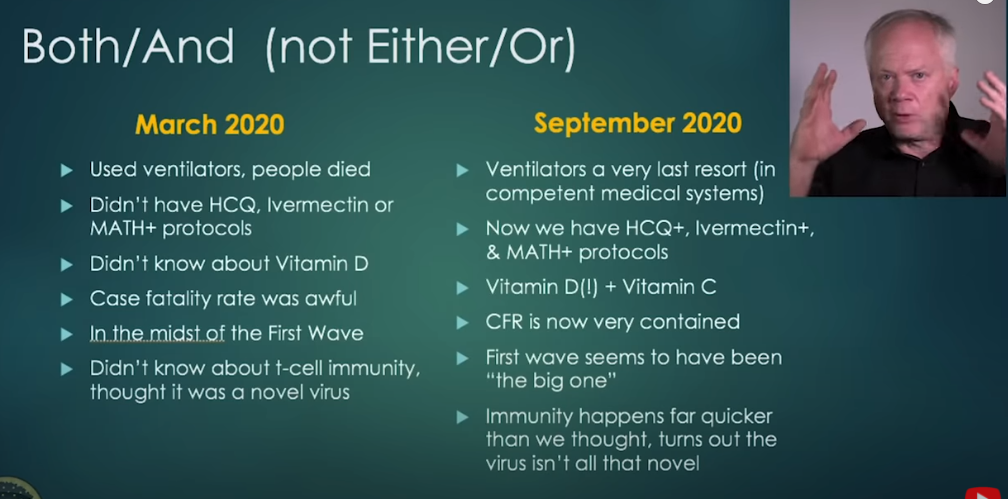 Both/And (not Either/Or)
March 2020
Used ventilators, people died
Didn't have HCQ, Ivermectin or
MATH+ protocols
Didn't know about Vitamin D
Case fatality rate was awful
In the midst of the First Wave
Didn't know about t-cell immunity,
thought it was a novel virus
September 2020
Ventilators a very last resort (in
competent medical systems)
Now we have HCQ+, Ivermectin+,
& MATH+ protocols
Vitamin D(!) + Vitamin C
CFR is now very contained
First wave seems to have been
“the big one”
Immunity happens far quicker
than we thought, turns out the
virus isn't all that novel